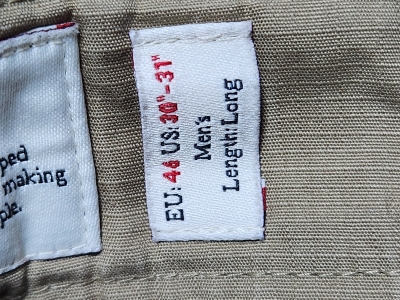 ped
making
ple.
EU: 46 US: 30"-31"
Men's
Length: Long